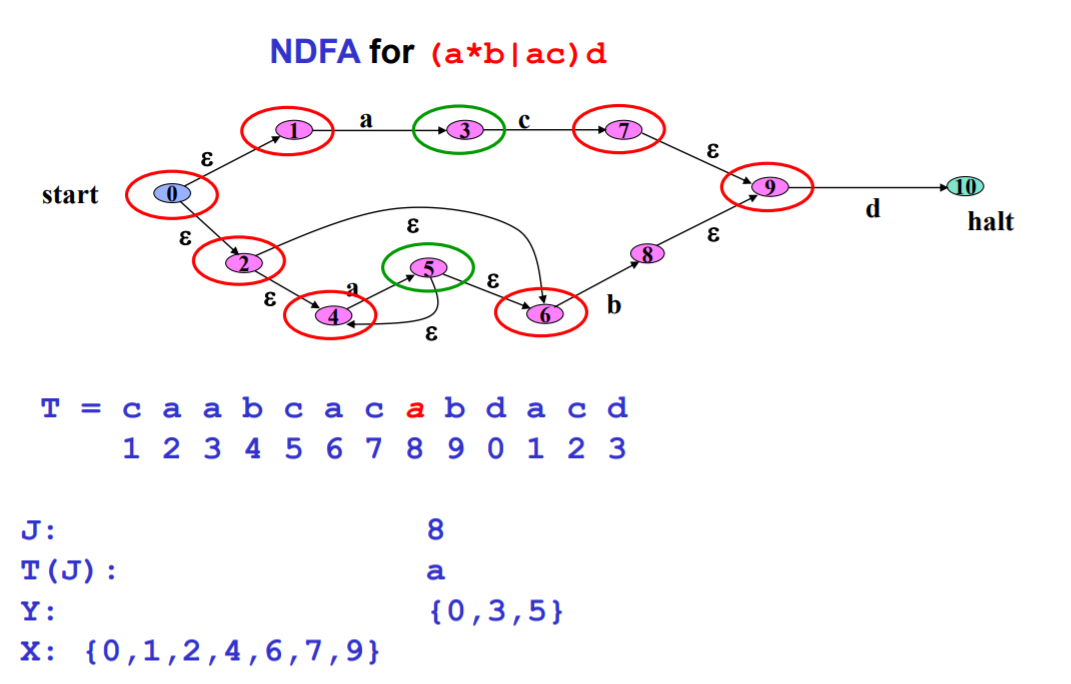 NDFA for (a*b|ac)d
1 a 3 c 7
ε ε
start 0 9 d 10
halt
ε ε ε
2 5 8
ε a ε
4 6 b
ε
T = c a a b c a c a b d a c d
1 2 3 4 5 6 7 8 9 0 1 2 3
J: 8
T(J): a
Y: {0,3,5}
X: {0,1,2,4,6,7,9}